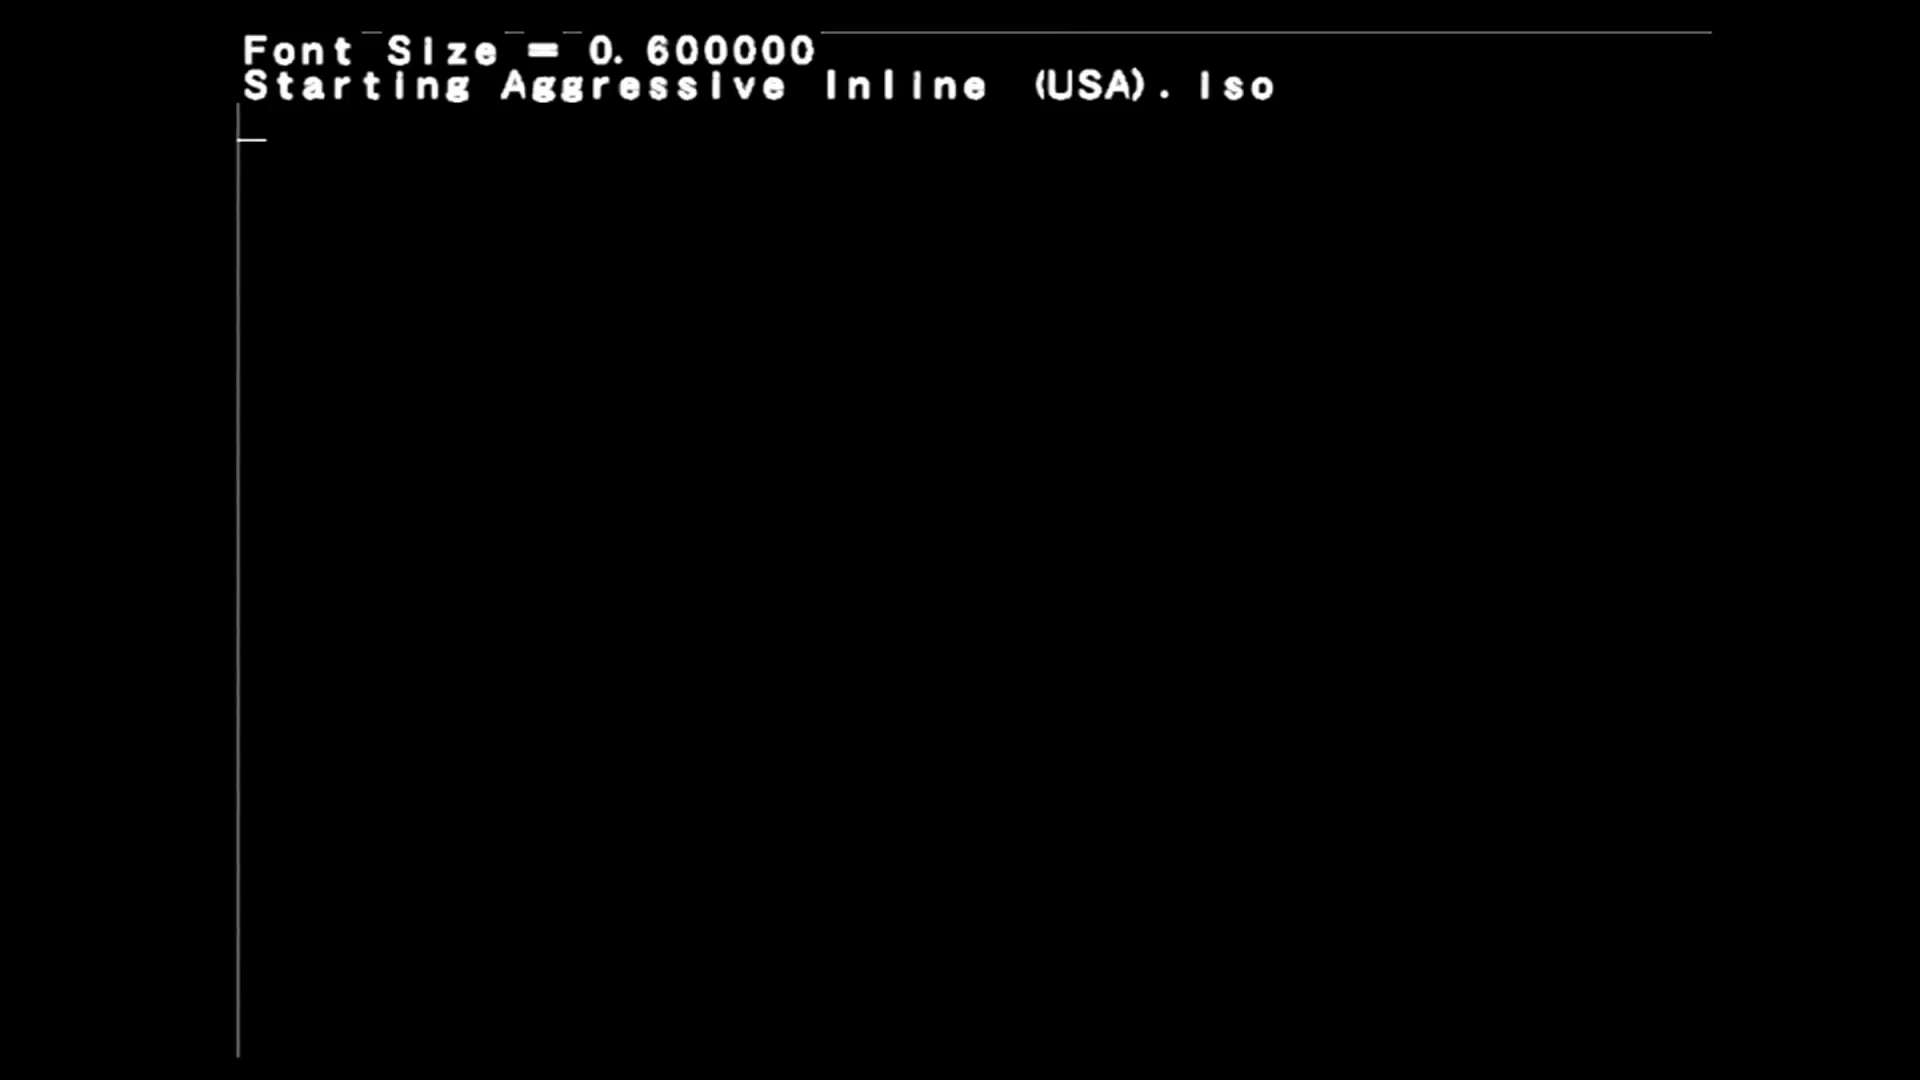 Font Size = 0.600000
Starting Aggressive Inline (USA).iso